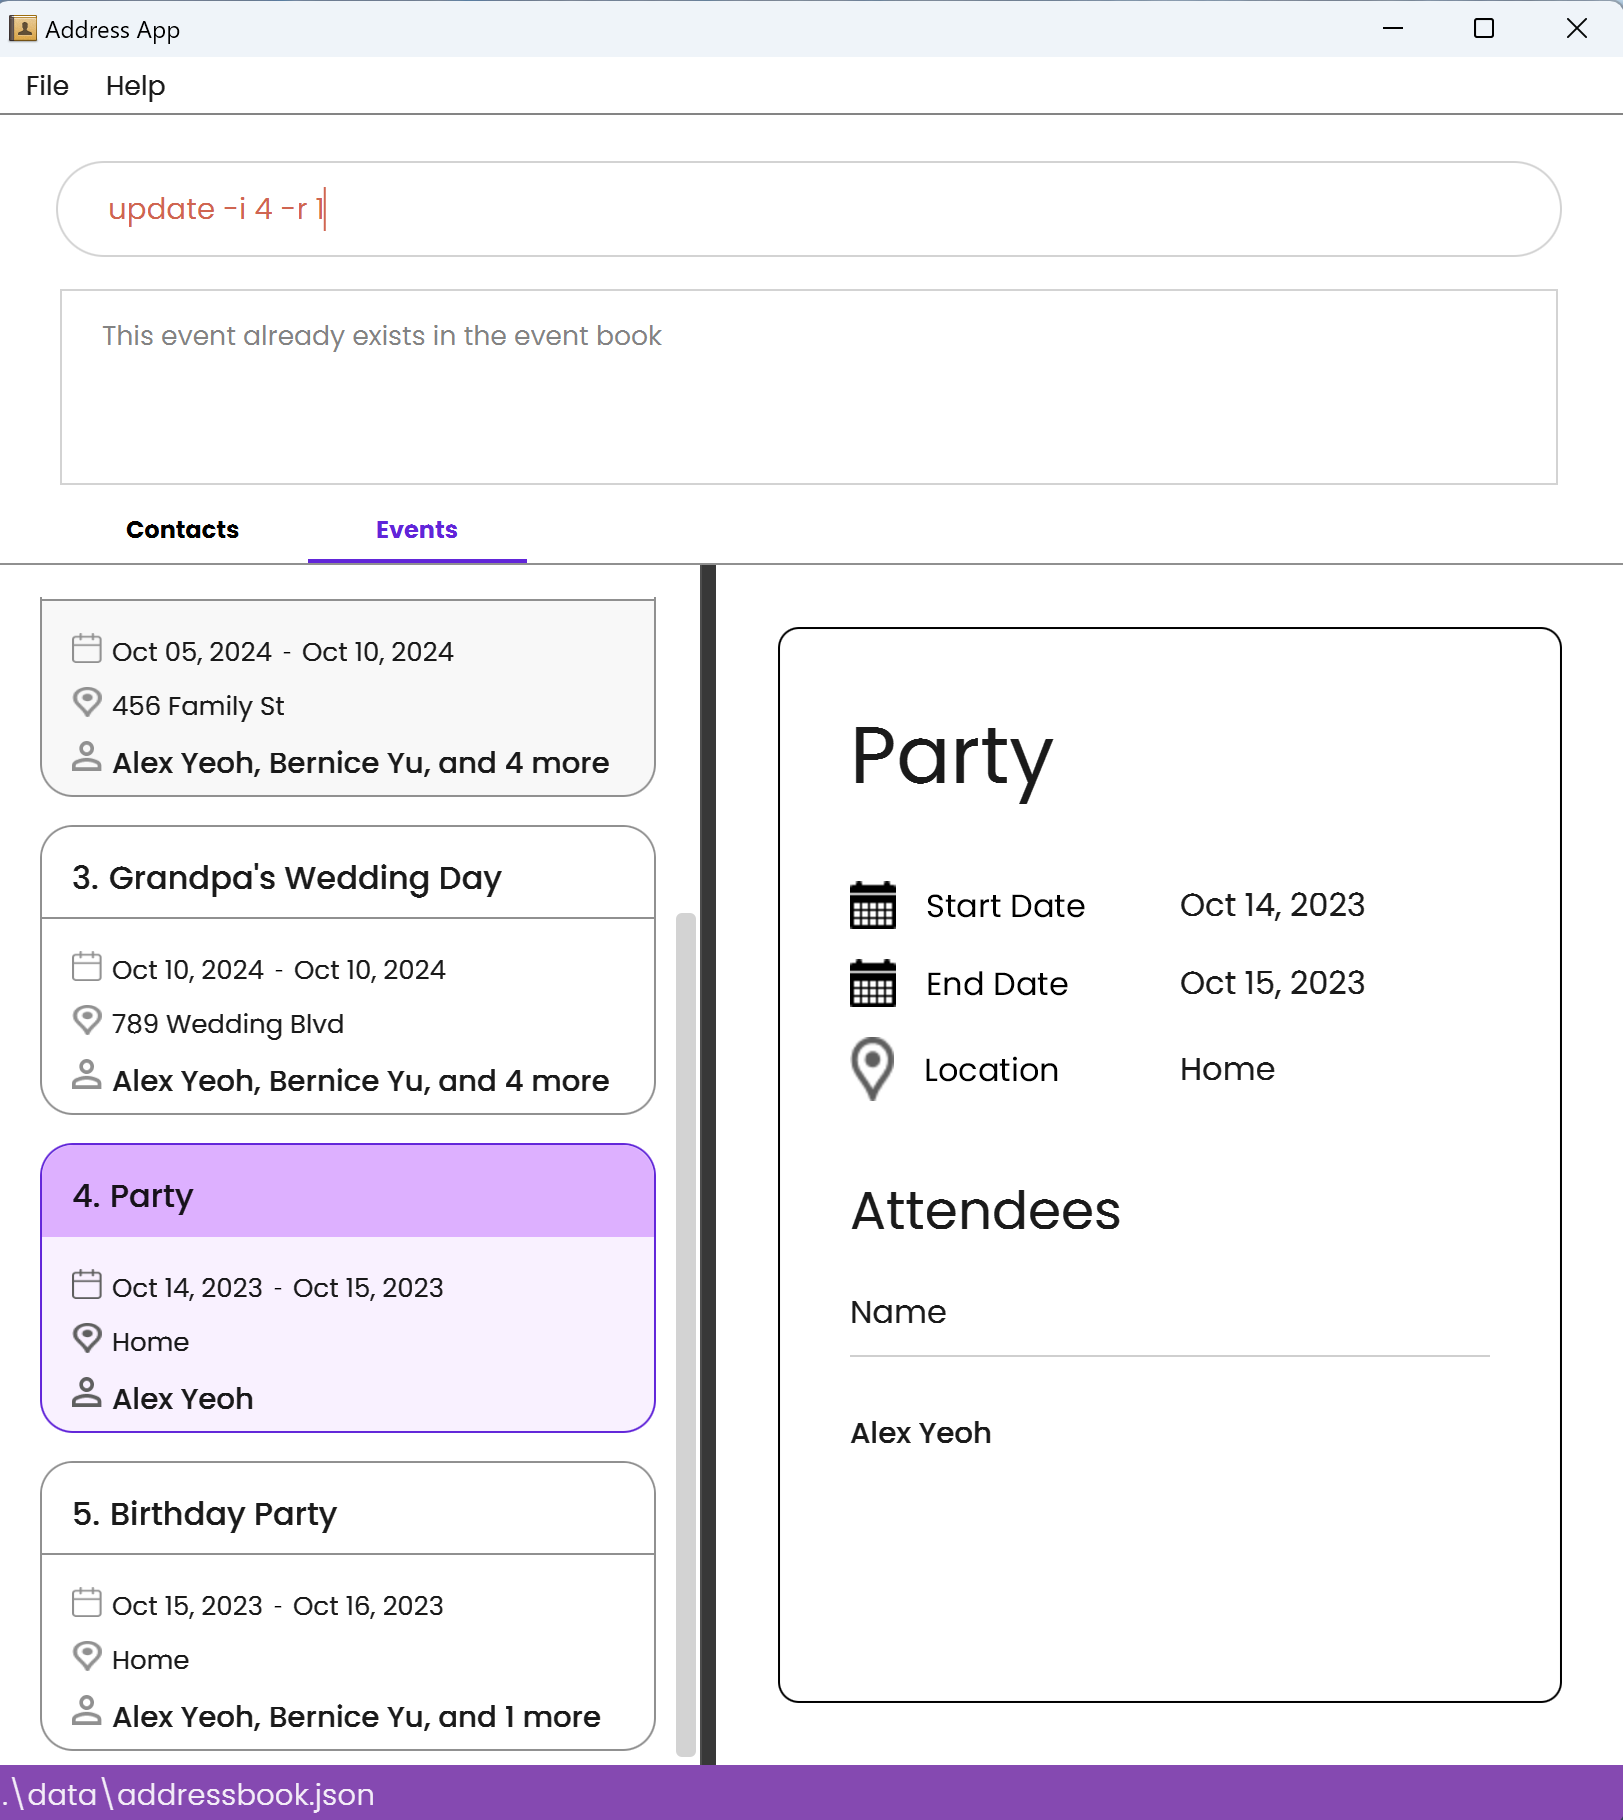 Address App
File Help
update -i 4 -r 1
This event already exists in the event book
Contacts Events
Oct 05, 2024 - Oct 10, 2024
456 Family St
Alex Yeoh, Bernice Yu, and 4 more
3. Grandpa's Wedding Day
Oct 10, 2024 - Oct 10, 2024
789 Wedding Blvd
Alex Yeoh, Bernice Yu, and 4 more
4. Party
Oct 14, 2023 - Oct 15, 2023
Home
Alex Yeoh
5. Birthday Party
Oct 15, 2023 - Oct 16, 2023
Home
Alex Yeoh, Bernice Yu, and 1 more
Party
Start Date Oct 14, 2023
End Date Oct 15, 2023
Location Home
Attendees
Name
Alex Yeoh
.\data\addressbook.json